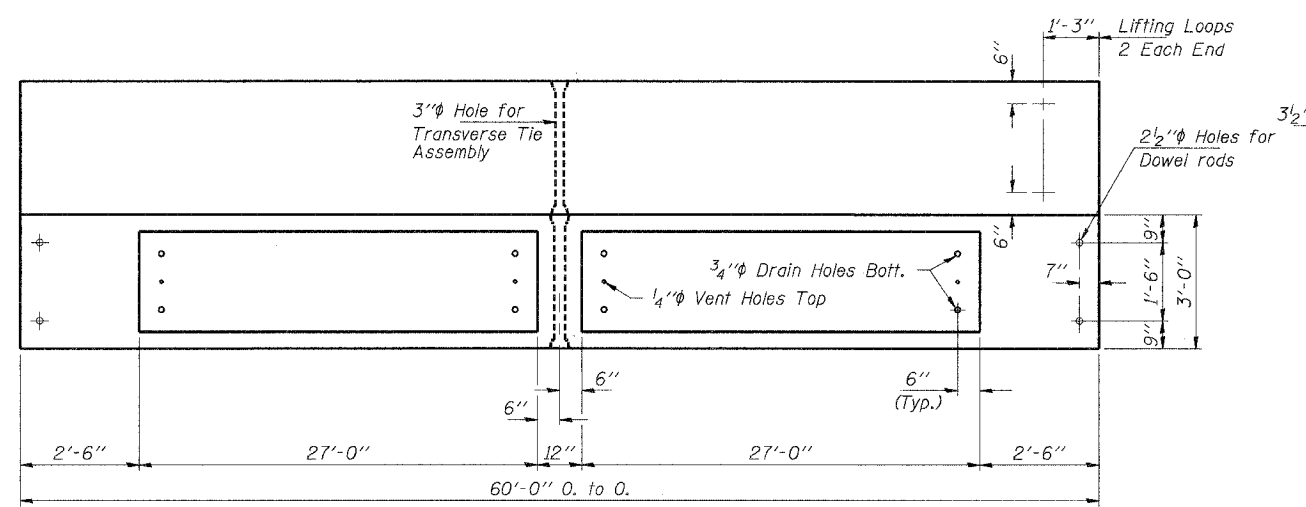 1'-3" Lifting Loops
2 Each End
6"
3"φ Hole for
Transverse Tie
Assembly
3½"
2½"φ Holes for
Dowel rods
6"
9"
¾"φ Drain Holes Bott.
¼"φ Vent Holes Top
7"
1'-6"
3'-0"
9"
6"
6"
(Typ.)
6"
2'-6" 27'-0" 12" 27'-0" 2'-6"
60'-0" O. to O.